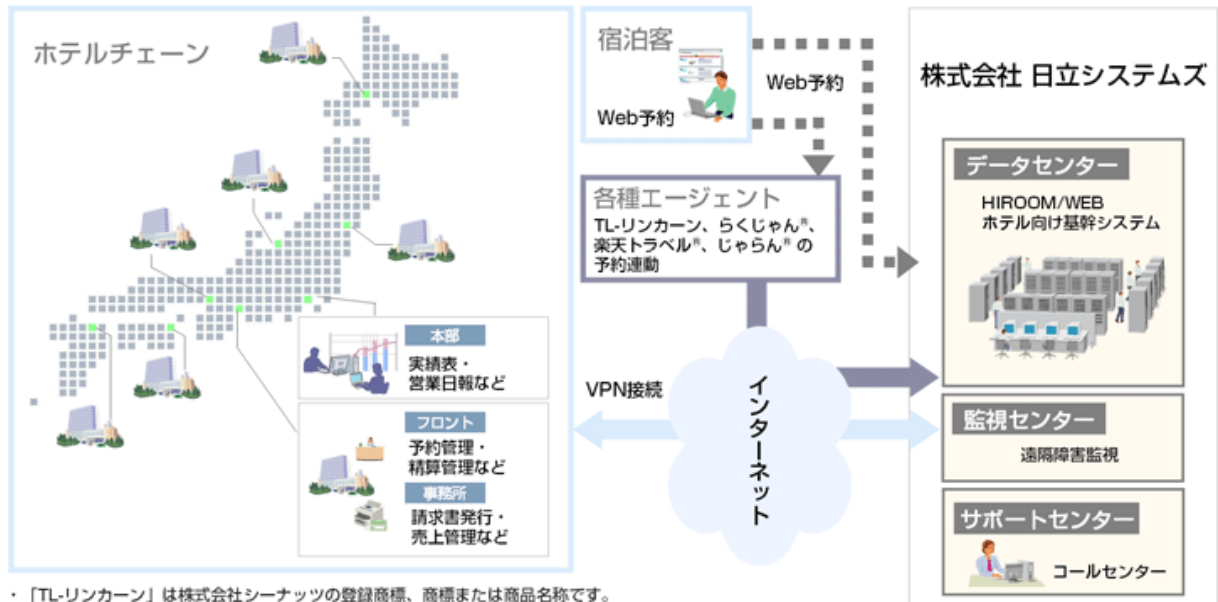 ホテルチェーン
本部
実績表・
営業日報など
フロント
予約管理・
精算管理など
事務所
請求書発行・
売上管理など
宿泊客
Web予約
Web予約
各種エージェント
TL-リンカーン、らくじゃん®、
楽天トラベル®、じゃらん® の
予約連動
VPN接続
インターネット
株式会社 日立システムズ
データセンター
HIROOM/WEB
ホテル向け基幹システム
監視センター
遠隔障害監視
サポートセンター
コールセンター
・「TL-リンカーン」は株式会社シーナッツの登録商標、商標または商品名称です。